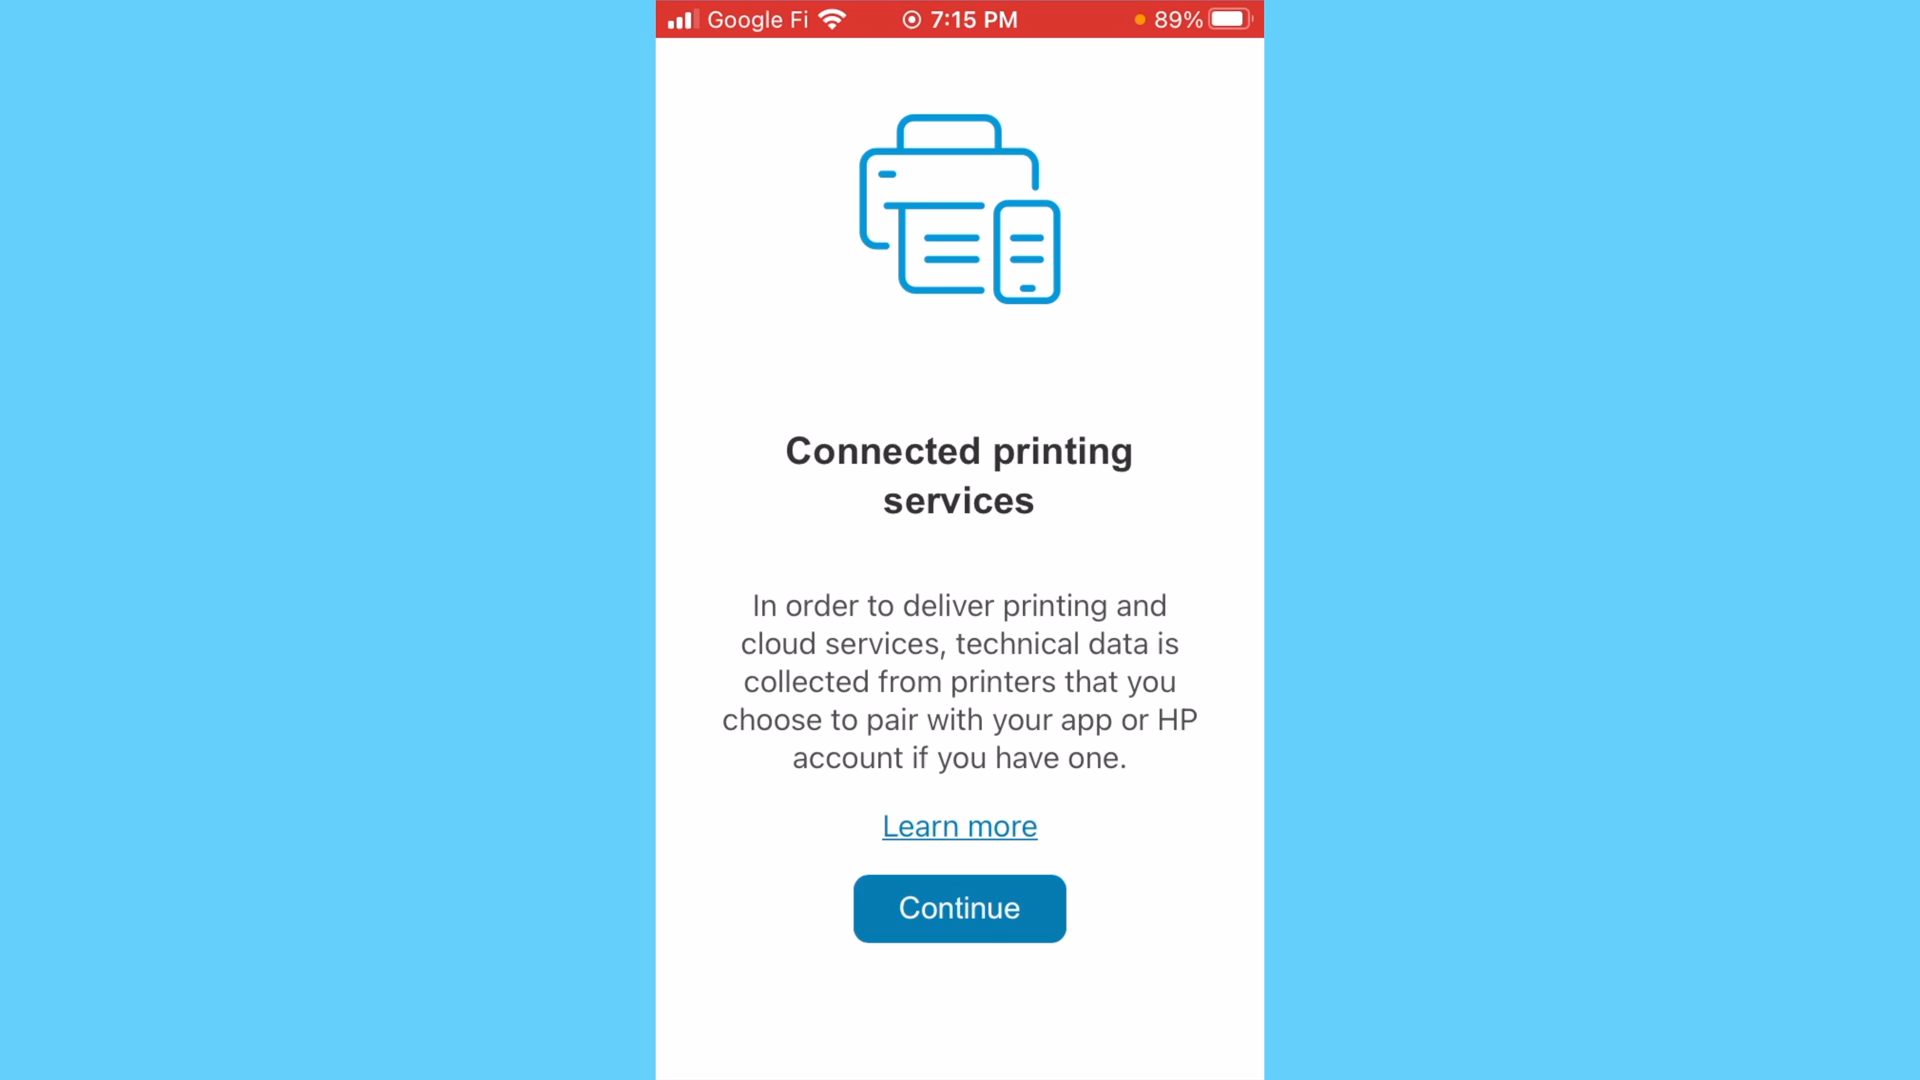 Google Fi 7:15 PM 89%
Connected printing
services
In order to deliver printing and
cloud services, technical data is
collected from printers that you
choose to pair with your app or HP
account if you have one.
Learn more
Continue